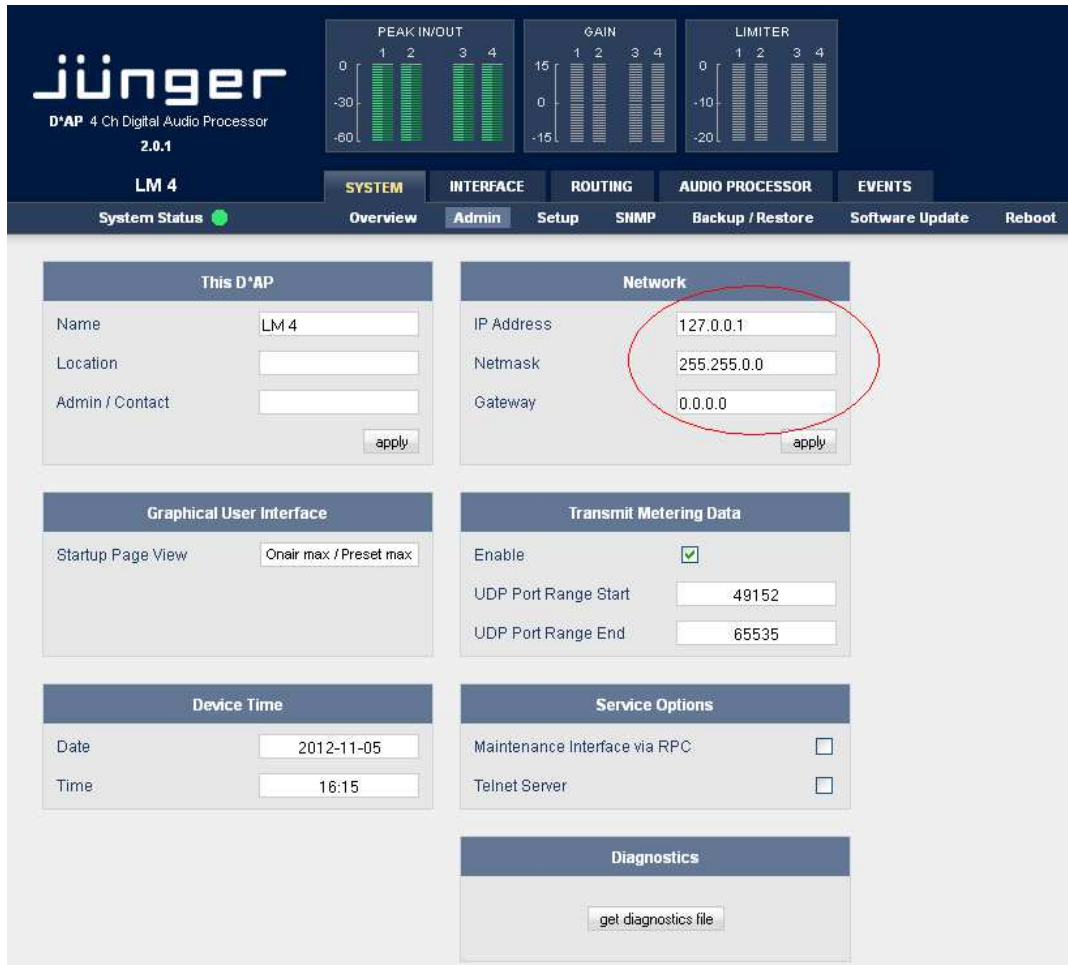 PEAK IN/OUT
1 2 3 4
0
-30
-60
GAIN
1 2 3 4
15
0
-15
LIMITER
1 2 3 4
0
-10
-20
jünger
D*AP 4 Ch Digital Audio Processor
2.0.1
LM 4
SYSTEM INTERFACE ROUTING AUDIO PROCESSOR EVENTS
System Status Overview Admin Setup SNMP Backup / Restore Software Update Reboot
This D*AP
Name LM 4
Location
Admin / Contact
apply
Network
IP Address 127.0.0.1
Netmask 255.255.0.0
Gateway 0.0.0.0
apply
Graphical User Interface
Startup Page View Onair max / Preset max
Transmit Metering Data
Enable
UDP Port Range Start 49152
UDP Port Range End 65535
Device Time
Date 2012-11-05
Time 16:15
Service Options
Maintenance Interface via RPC
Telnet Server
Diagnostics
get diagnostics file